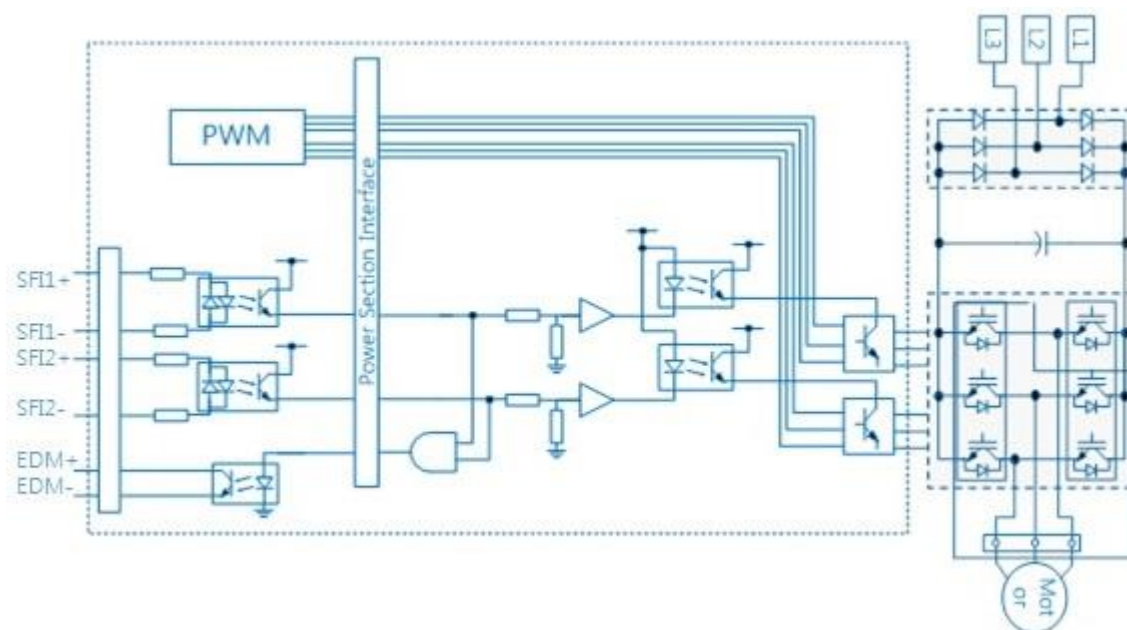 L3 L2 L1
PWM
Power Section Interface
SFI1+
SFI1-
SFI2+
SFI2-
EDM+
EDM-
Mot
or